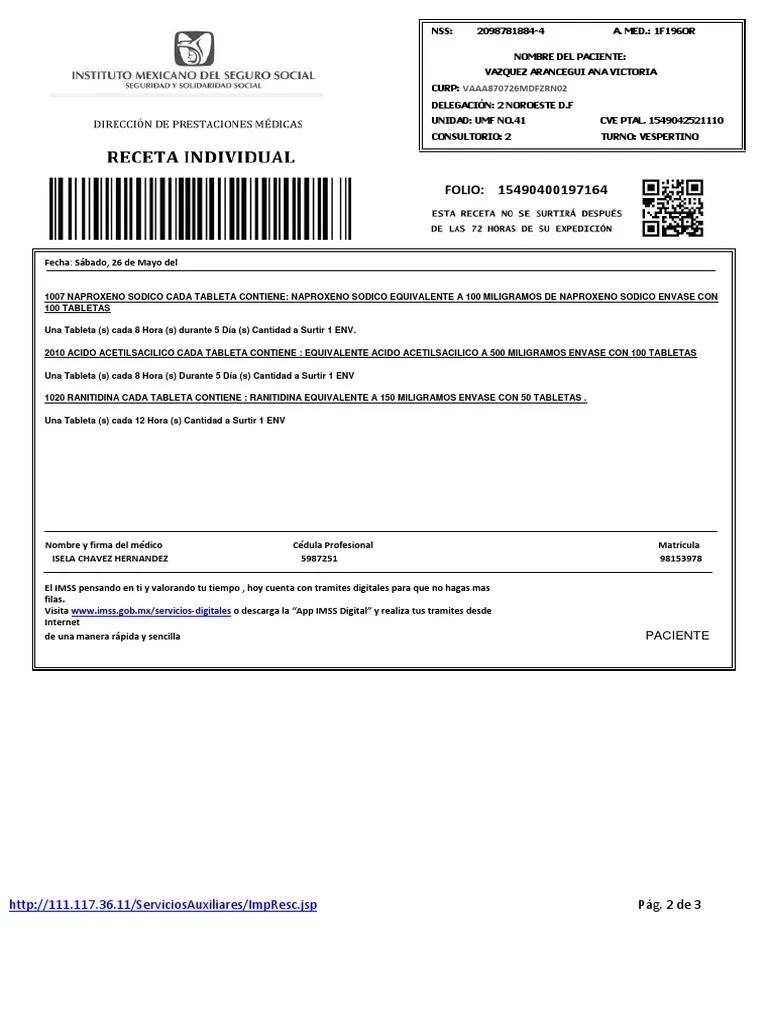 INSTITUTO MEXICANO DEL SEGURO SOCIAL
SEGURIDAD Y SOLIDARIDAD SOCIAL
DIRECCIÓN DE PRESTACIONES MÉDICAS
RECETA INDIVIDUAL
NSS: 2098781884-4 A. MED.: 1F196OR
NOMBRE DEL PACIENTE:
VAZQUEZ ARANCEGUI ANA VICTORIA
CURP: VAAA870726MDFZRN02
DELEGACIÓN: 2 NOROESTE D.F
UNIDAD: UMF NO.41 CVE PTAL. 1549042521110
CONSULTORIO: 2 TURNO: VESPERTINO
FOLIO: 15490400197164
ESTA RECETA NO SE SURTIRÁ DESPUÉS
DE LAS 72 HORAS DE SU EXPEDICIÓN
Fecha: Sábado, 26 de Mayo del
1007 NAPROXENO SODICO CADA TABLETA CONTIENE: NAPROXENO SODICO EQUIVALENTE A 100 MILIGRAMOS DE NAPROXENO SODICO ENVASE CON
100 TABLETAS
Una Tableta (s) cada 8 Hora (s) durante 5 Día (s) Cantidad a Surtir 1 ENV.
2010 ACIDO ACETILSACILICO CADA TABLETA CONTIENE : EQUIVALENTE ACIDO ACETILSACILICO A 500 MILIGRAMOS ENVASE CON 100 TABLETAS
Una Tableta (s) cada 8 Hora (s) Durante 5 Día (s) Cantidad a Surtir 1 ENV
1020 RANITIDINA CADA TABLETA CONTIENE : RANITIDINA EQUIVALENTE A 150 MILIGRAMOS ENVASE CON 50 TABLETAS .
Una Tableta (s) cada 12 Hora (s) Cantidad a Surtir 1 ENV
Nombre y firma del médico Cédula Profesional Matricula
ISELA CHAVEZ HERNANDEZ 5987251 98153978
El IMSS pensando en ti y valorando tu tiempo , hoy cuenta con tramites digitales para que no hagas mas
filas.
Visita www.imss.gob.mx/servicios-digitales o descarga la “App IMSS Digital” y realiza tus tramites desde
Internet
de una manera rápida y sencilla
PACIENTE
http://111.117.36.11/ServiciosAuxiliares/ImpResc.jsp Pág. 2 de 3